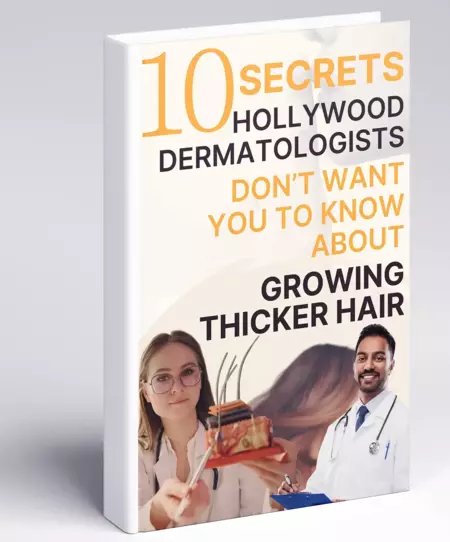 10 SECRETS
HOLLYWOOD
DERMATOLOGISTS
DON'T WANT
YOU TO KNOW
ABOUT
GROWING
THICKER HAIR